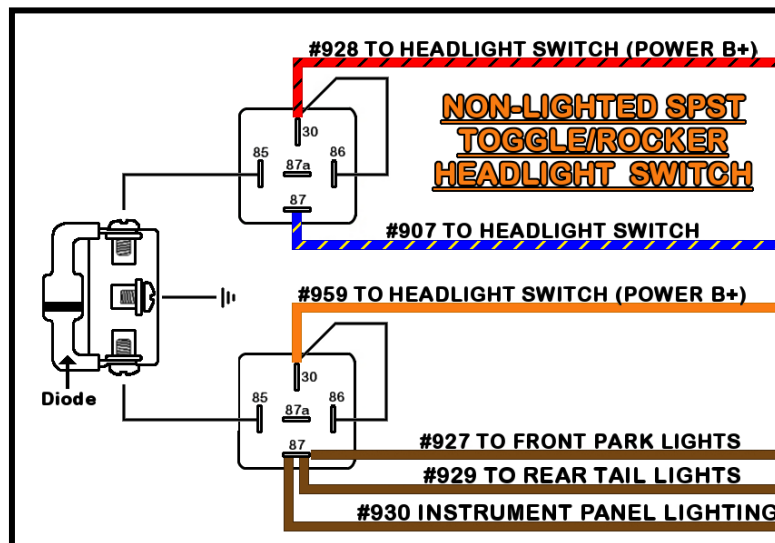 #928 TO HEADLIGHT SWITCH (POWER B+)
NON-LIGHTED SPST
TOGGLE/ROCKER
HEADLIGHT SWITCH
30
85
87a
86
87
#907 TO HEADLIGHT SWITCH
#959 TO HEADLIGHT SWITCH (POWER B+)
30
85
87a
86
87
Diode
#927 TO FRONT PARK LIGHTS
#929 TO REAR TAIL LIGHTS
#930 INSTRUMENT PANEL LIGHTING